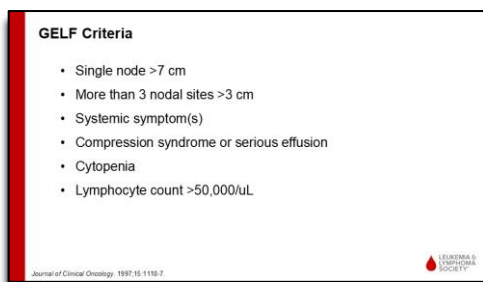 GELF Criteria
• Single node >7 cm
• More than 3 nodal sites >3 cm
• Systemic symptom(s)
• Compression syndrome or serious effusion
• Cytopenia
• Lymphocyte count >50,000/uL
Journal of Clinical Oncology. 1997;15:1110-7.
LEUKEMIA &
LYMPHOMA
SOCIETY